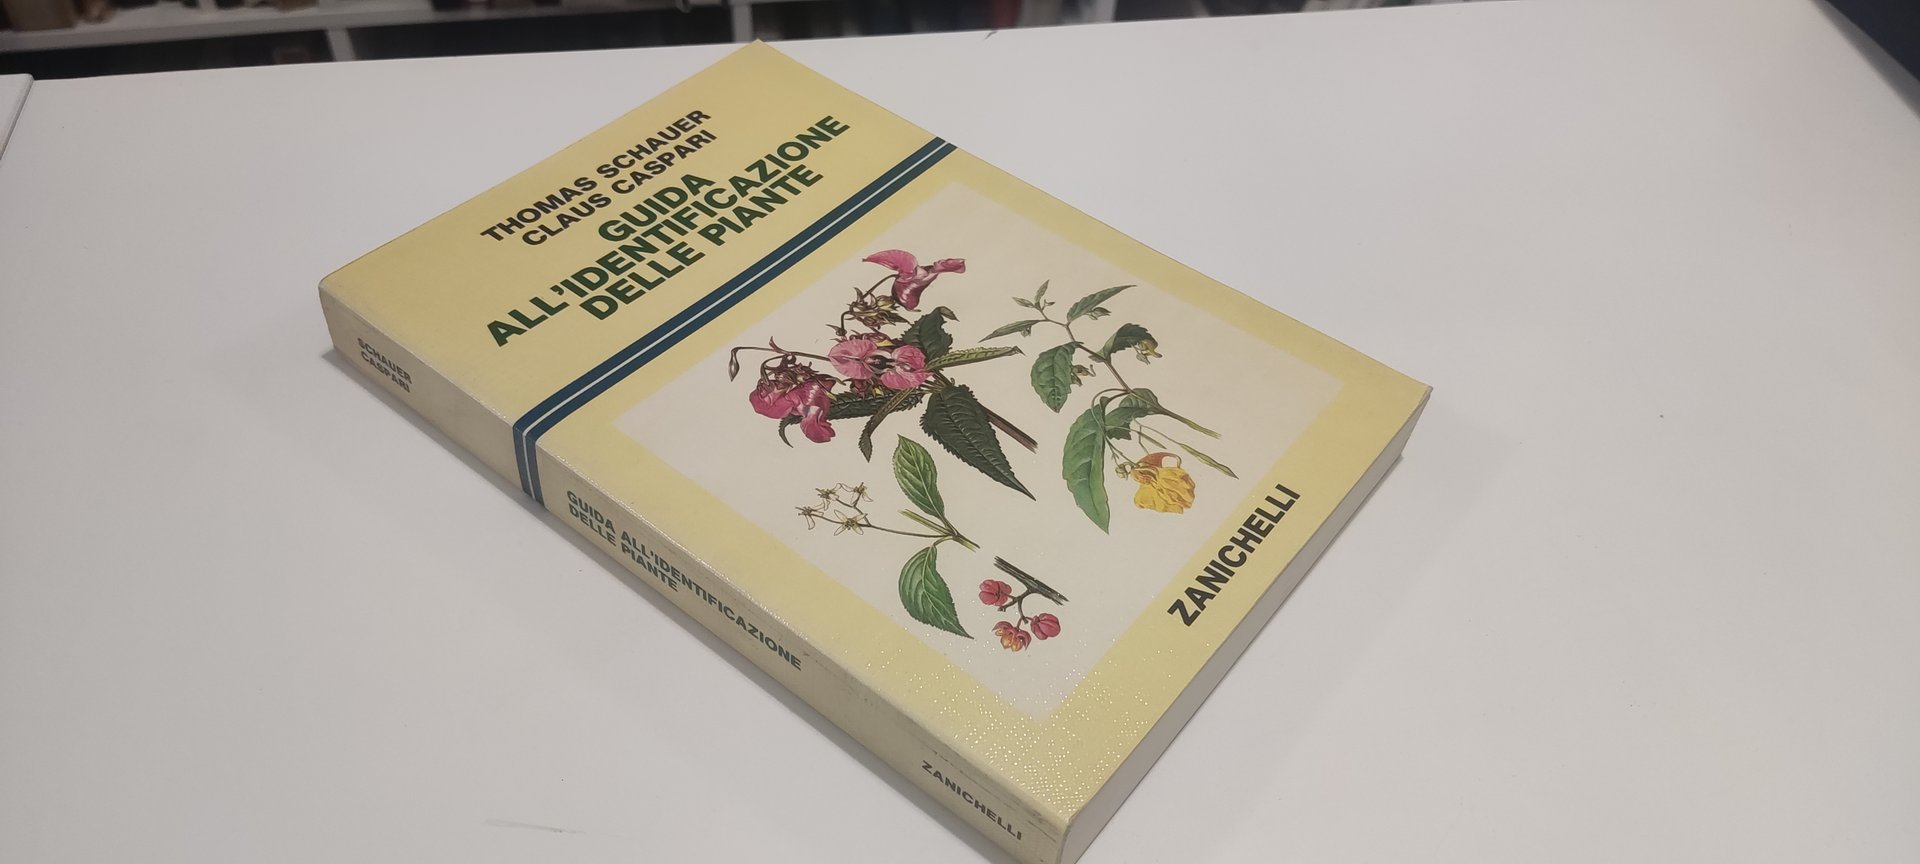 THOMAS SCHAUER
CLAUS CASPARI
GUIDA
ALL'IDENTIFICAZIONE
DELLE PIANTE
ZANICHELLI
SCHAUER
CASPARI
GUIDA ALL'IDENTIFICAZIONE
DELLE PIANTE
ZANICHELLI